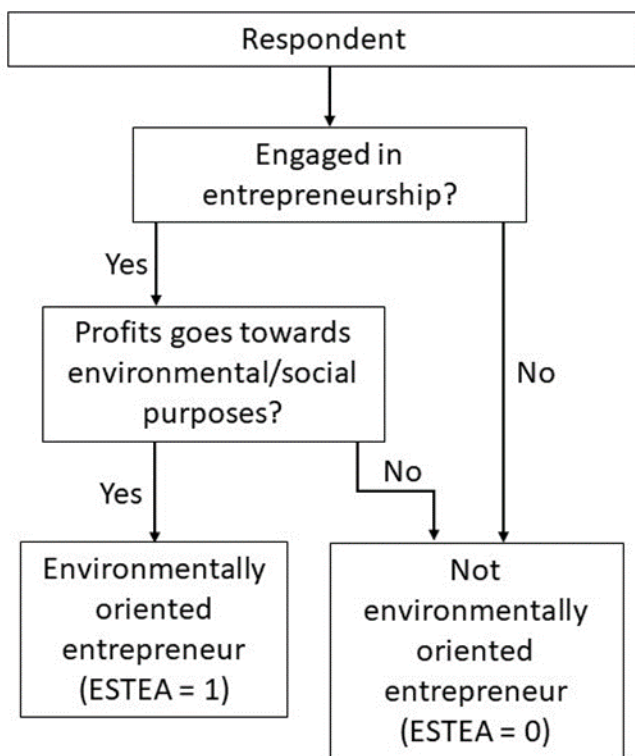 Respondent
Engaged in
entrepreneurship?
Yes
No
Profits goes towards
environmental/social
purposes?
Yes
No
Environmentally
oriented
entrepreneur
(ESTEA = 1)
Not
environmentally
oriented
entrepreneur
(ESTEA = 0)